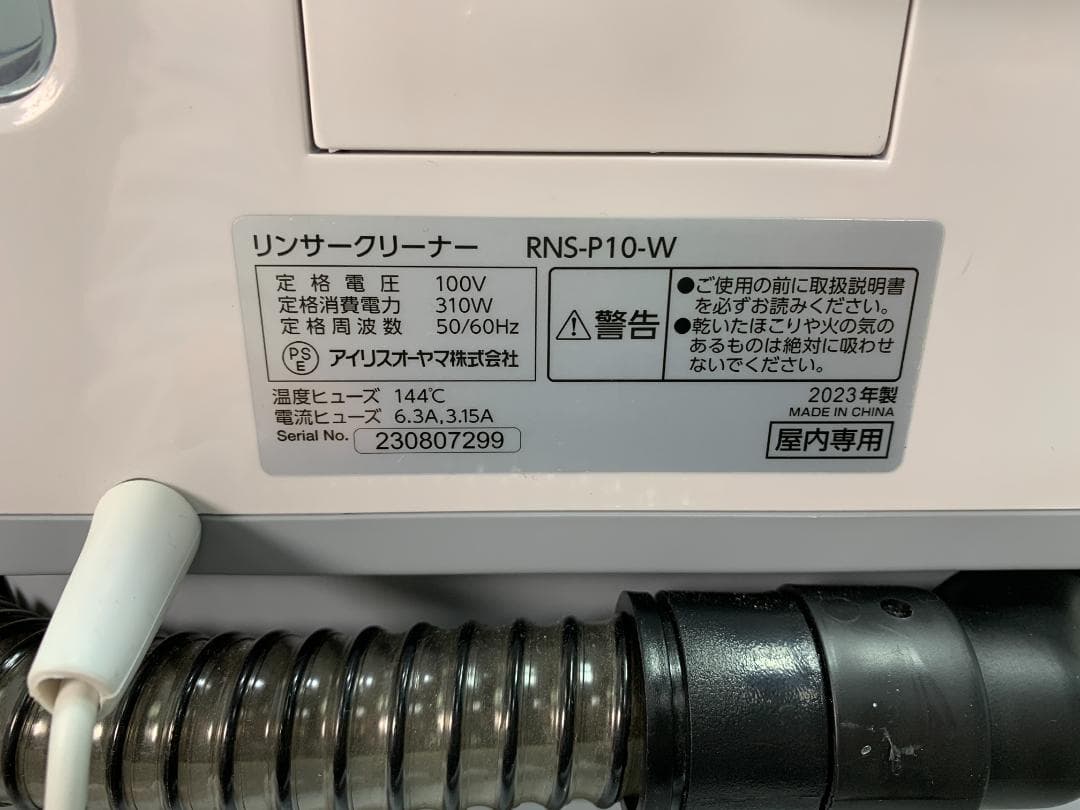 リンサークリーナー RNS-P10-W
定格電圧 100V
定格消費電力 310W
定格周波数 50/60Hz
PSE アイリスオーヤマ株式会社
警告
●ご使用の前に取扱説明書
を必ずお読みください。
●乾いたほこりや火の気の
あるものは絶対に吸わせ
ないでください。
温度ヒューズ 144℃
電流ヒューズ 6.3A,3.15A
Serial No. 230807299
2023年製
MADE IN CHINA
屋内専用